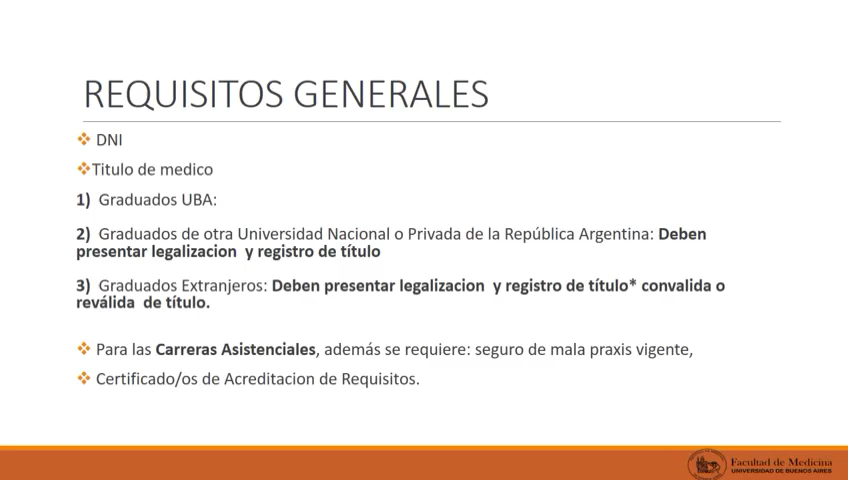 REQUISITOS GENERALES
❖ DNI
❖Titulo de medico
1) Graduados UBA:
2) Graduados de otra Universidad Nacional o Privada de la República Argentina: Deben
presentar legalizacion y registro de título
3) Graduados Extranjeros: Deben presentar legalizacion y registro de título* convalida o
reválida de título.
❖ Para las Carreras Asistenciales, además se requiere: seguro de mala praxis vigente,
❖ Certificado/os de Acreditacion de Requisitos.
Facultad de Medicina
UNIVERSIDAD DE BUENOS AIRES